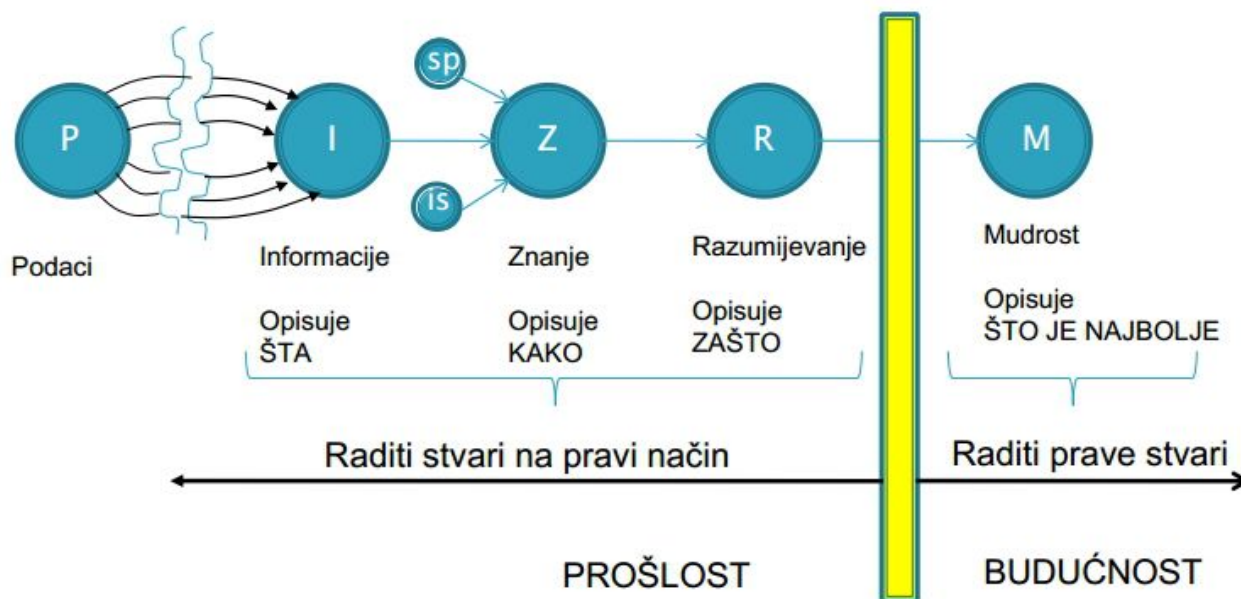 sp
P
I
Z
R
M
is
Podaci
Informacije
Znanje
Razumijevanje
Mudrost
Opisuje
ŠTA
Opisuje
KAKO
Opisuje
ZAŠTO
Opisuje
ŠTO JE NAJBOLJE
Raditi stvari na pravi način
Raditi prave stvari
PROŠLOST
BUDUĆNOST